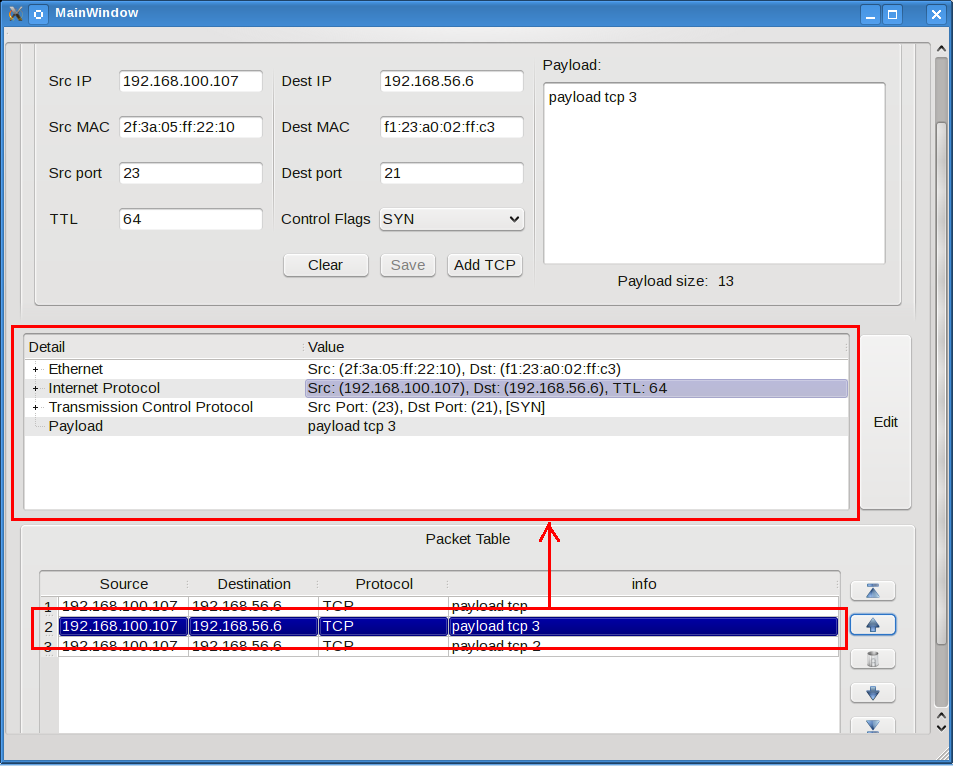 MainWindow
Src IP 192.168.100.107 Dest IP 192.168.56.6 Payload:
payload tcp 3
Src MAC 2f:3a:05:ff:22:10 Dest MAC f1:23:a0:02:ff:c3
Src port 23 Dest port 21
TTL 64 Control Flags SYN
Clear Save Add TCP
Payload size: 13
Detail Value
Ethernet Src: (2f:3a:05:ff:22:10), Dst: (f1:23:a0:02:ff:c3)
Internet Protocol Src: (192.168.100.107), Dst: (192.168.56.6), TTL: 64
Transmission Control Protocol Src Port: (23), Dst Port: (21), [SYN]
Payload payload tcp 3
Edit
Packet Table
Source Destination Protocol info
1 192.168.100.107 192.168.56.6 TCP payload tcp
2 192.168.100.107 192.168.56.6 TCP payload tcp 3
3 192.168.100.107 192.168.56.6 TCP payload tcp 2